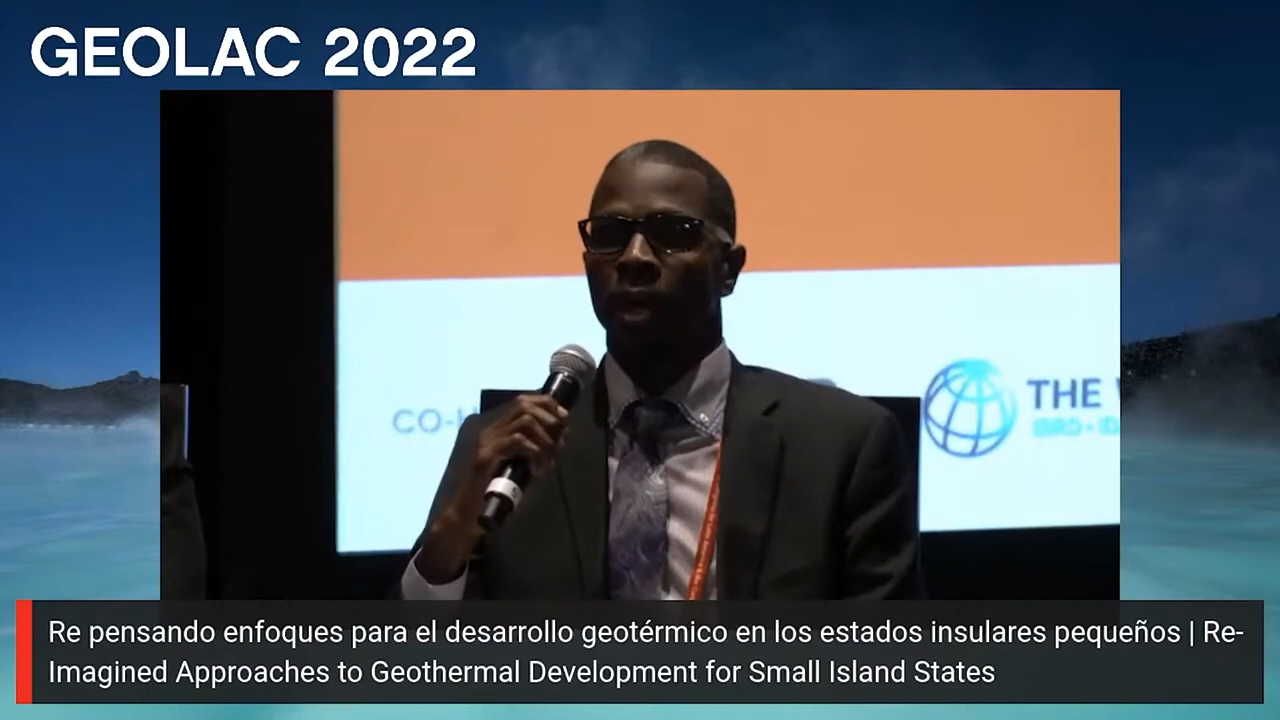 GEOLAC 2022
CO-H
THE
Re pensando enfoques para el desarrollo geotérmico en los estados insulares pequeños | Re-
Imagined Approaches to Geothermal Development for Small Island States